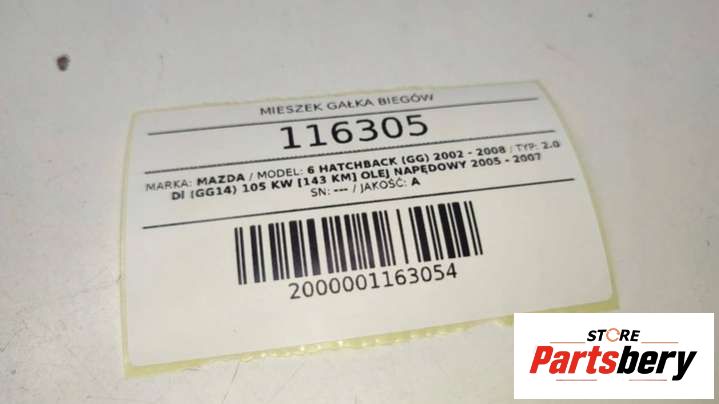 MIESZEK GAŁKA BIEGÓW
116305
MARKA: MAZDA / MODEL: 6 HATCHBACK (GG) 2002 - 2008 / TYP: 2.0
DI (GG14) 105 KW [143 KM] OLEJ NAPĘDOWY 2005 - 2007
SN: --- / JAKOŚĆ: A
2000001163054
STORE
Partsbery